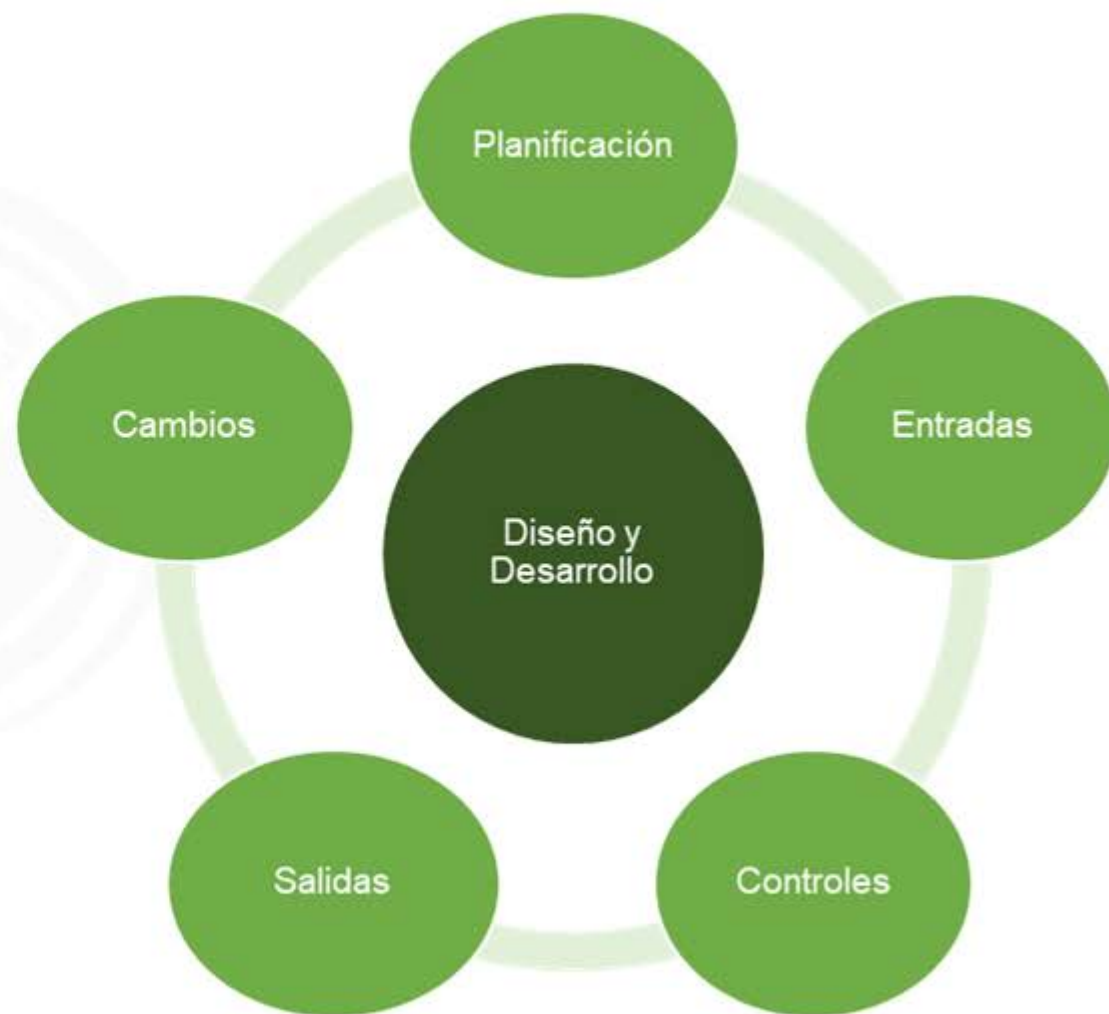 Planificación
Entradas
Controles
Salidas
Cambios
Diseño y
Desarrollo